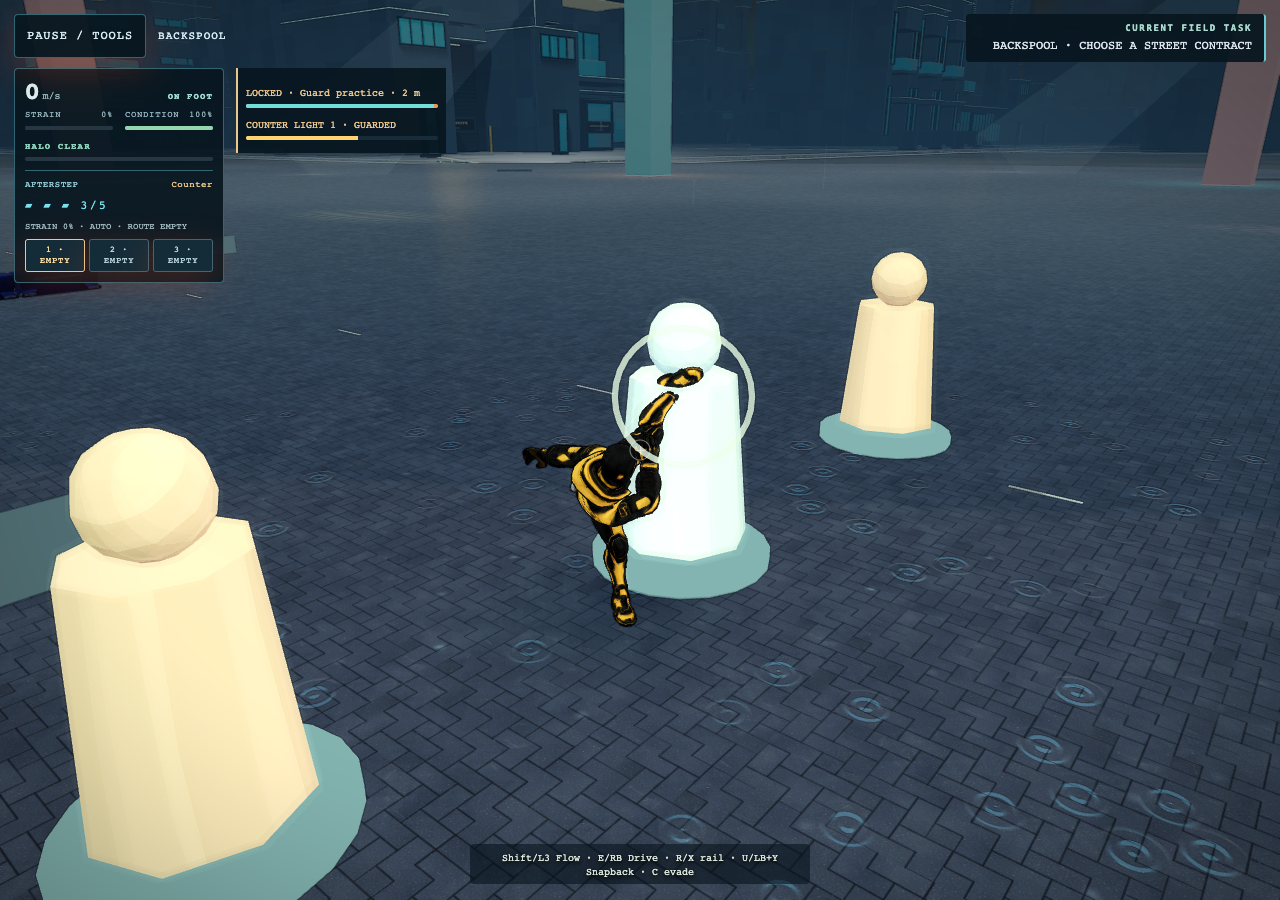 PAUSE / TOOLS
BACKSPOOL
CURRENT FIELD TASK
BACKSPOOL · CHOOSE A STREET CONTRACT
0 m/s
ON FOOT
STRAIN 0%
CONDITION 100%
HALO CLEAR
AFTERSTEP
Counter
3/5
STRAIN 0% · AUTO · ROUTE EMPTY
1 · EMPTY
2 · EMPTY
3 · EMPTY
LOCKED · Guard practice · 2 m
COUNTER LIGHT 1 · GUARDED
Shift/L3 Flow · E/RB Drive · R/X rail · U/LB+Y
Snapback · C evade